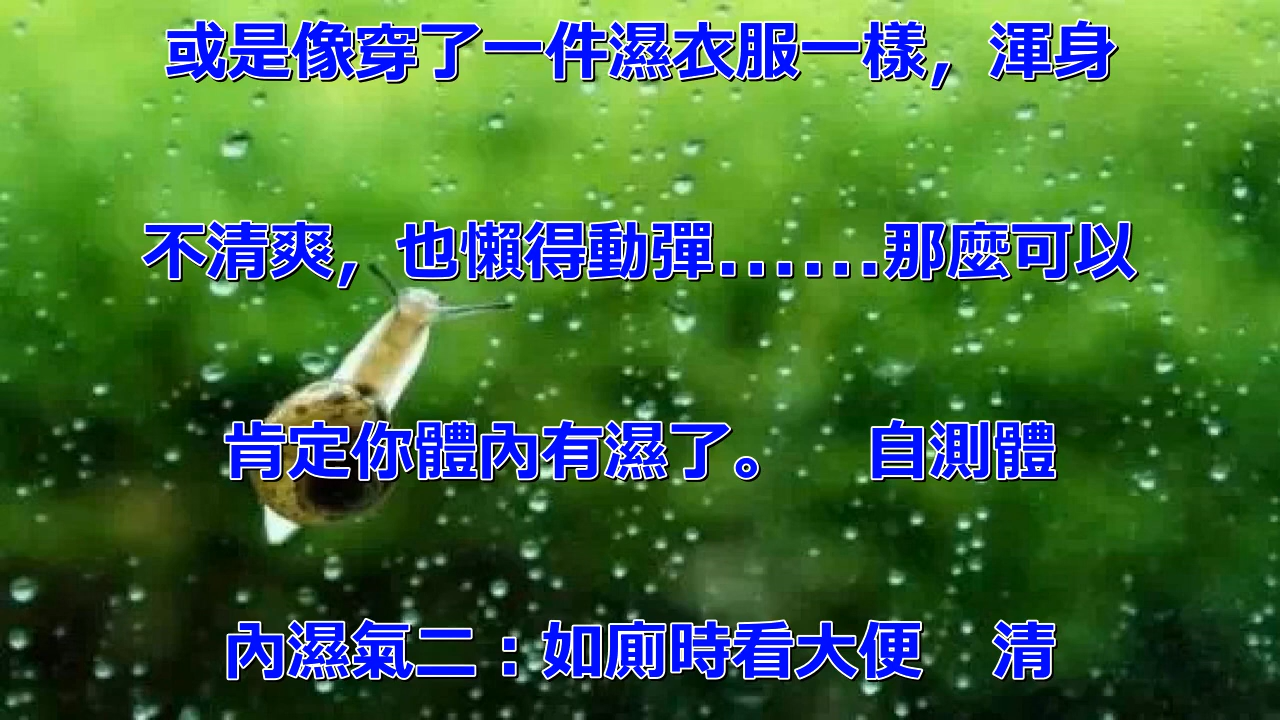 或是像穿了一件濕衣服一樣，渾身
不清爽，也懶得動彈……那麼可以
肯定你體內有濕了。　自測體
內濕氣二：如廁時看大便　清